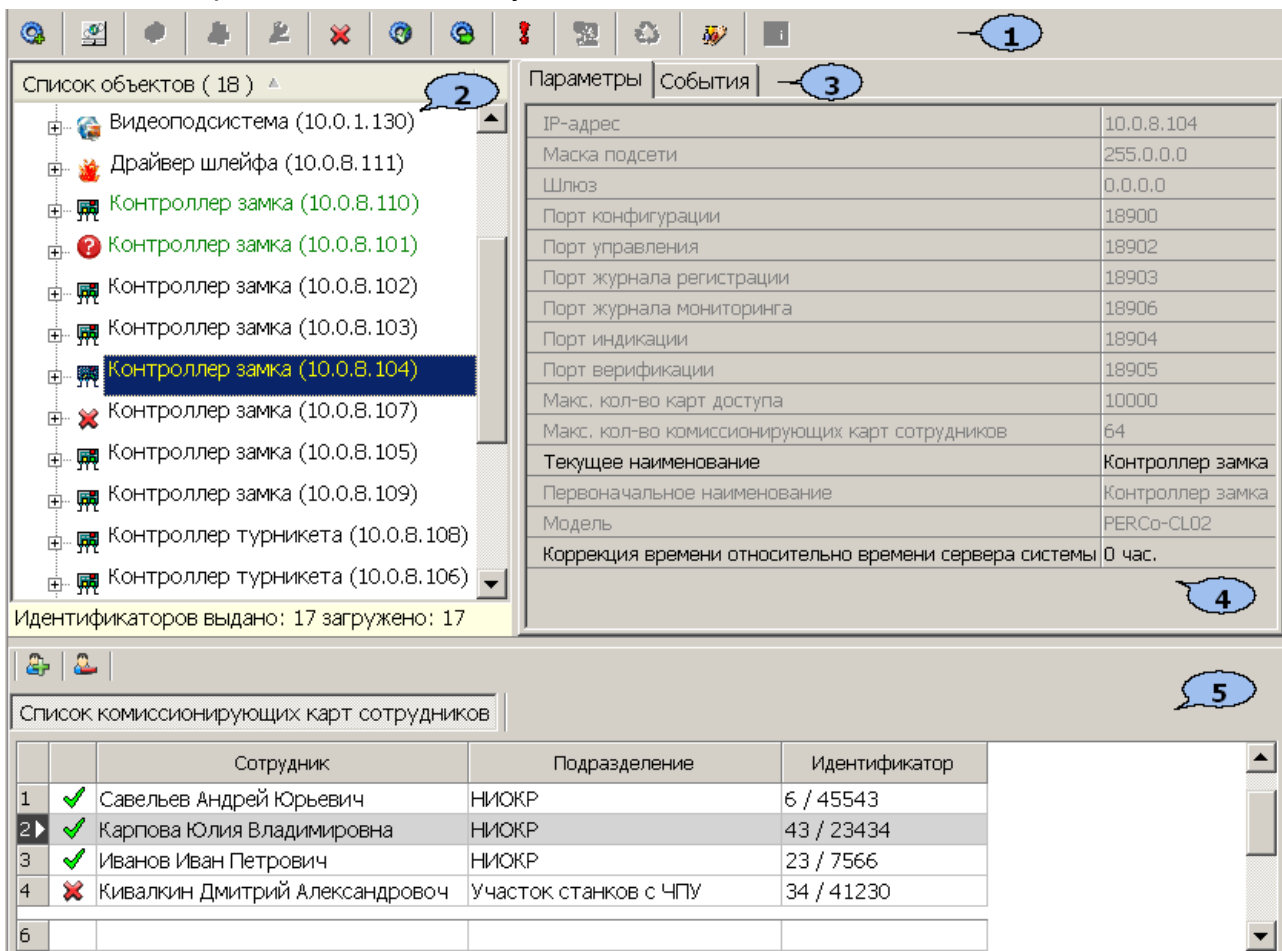 1
Список объектов ( 18 )
2
Видеоподсистема (10.0.1.130)
Драйвер шлейфа (10.0.8.111)
Контроллер замка (10.0.8.110)
Контроллер замка (10.0.8.101)
Контроллер замка (10.0.8.102)
Контроллер замка (10.0.8.103)
Контроллер замка (10.0.8.104)
Контроллер замка (10.0.8.107)
Контроллер замка (10.0.8.105)
Контроллер замка (10.0.8.109)
Контроллер турникета (10.0.8.108)
Контроллер турникета (10.0.8.106)
Идентификаторов выдано: 17 загружено: 17
Параметры События
3
IP-адрес 10.0.8.104
Маска подсети 255.0.0.0
Шлюз 0.0.0.0
Порт конфигурации 18900
Порт управления 18902
Порт журнала регистрации 18903
Порт журнала мониторинга 18906
Порт индикации 18904
Порт верификации 18905
Макс. кол-во карт доступа 10000
Макс. кол-во комиссионирующих карт сотрудников 64
Текущее наименование Контроллер замка
Первоначальное наименование Контроллер замка
Модель PERCo-CL02
Коррекция времени относительно времени сервера системы 0 час.
4
5
Список комиссионирующих карт сотрудников
Сотрудник Подразделение Идентификатор
1 Савельев Андрей Юрьевич НИОКР 6 / 45543
2 Карпова Юлия Владимировна НИОКР 43 / 23434
3 Иванов Иван Петрович НИОКР 23 / 7566
4 Кивалкин Дмитрий Александровоч Участок станков с ЧПУ 34 / 41230
6